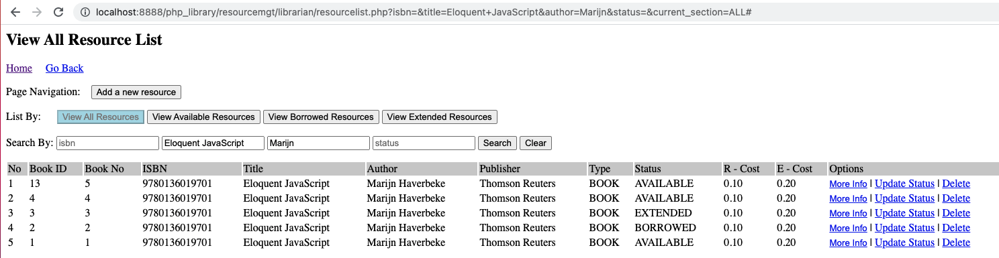 localhost:8888/php_library/resourcemgt/librarian/resourcelist.php?isbn=&title=Eloquent+JavaScript&author=Marijn&status=&current_section=ALL#
View All Resource List
Home Go Back
Page Navigation: Add a new resource
List By: View All Resources View Available Resources View Borrowed Resources View Extended Resources
Search By: isbn Eloquent JavaScript Marijn status Search Clear
No Book ID Book No ISBN Title Author Publisher Type Status R - Cost E - Cost Options
1 13 5 9780136019701 Eloquent JavaScript Marijn Haverbeke Thomson Reuters BOOK AVAILABLE 0.10 0.20 More Info | Update Status | Delete
2 4 4 9780136019701 Eloquent JavaScript Marijn Haverbeke Thomson Reuters BOOK AVAILABLE 0.10 0.20 More Info | Update Status | Delete
3 3 3 9780136019701 Eloquent JavaScript Marijn Haverbeke Thomson Reuters BOOK EXTENDED 0.10 0.20 More Info | Update Status | Delete
4 2 2 9780136019701 Eloquent JavaScript Marijn Haverbeke Thomson Reuters BOOK BORROWED 0.10 0.20 More Info | Update Status | Delete
5 1 1 9780136019701 Eloquent JavaScript Marijn Haverbeke Thomson Reuters BOOK AVAILABLE 0.10 0.20 More Info | Update Status | Delete